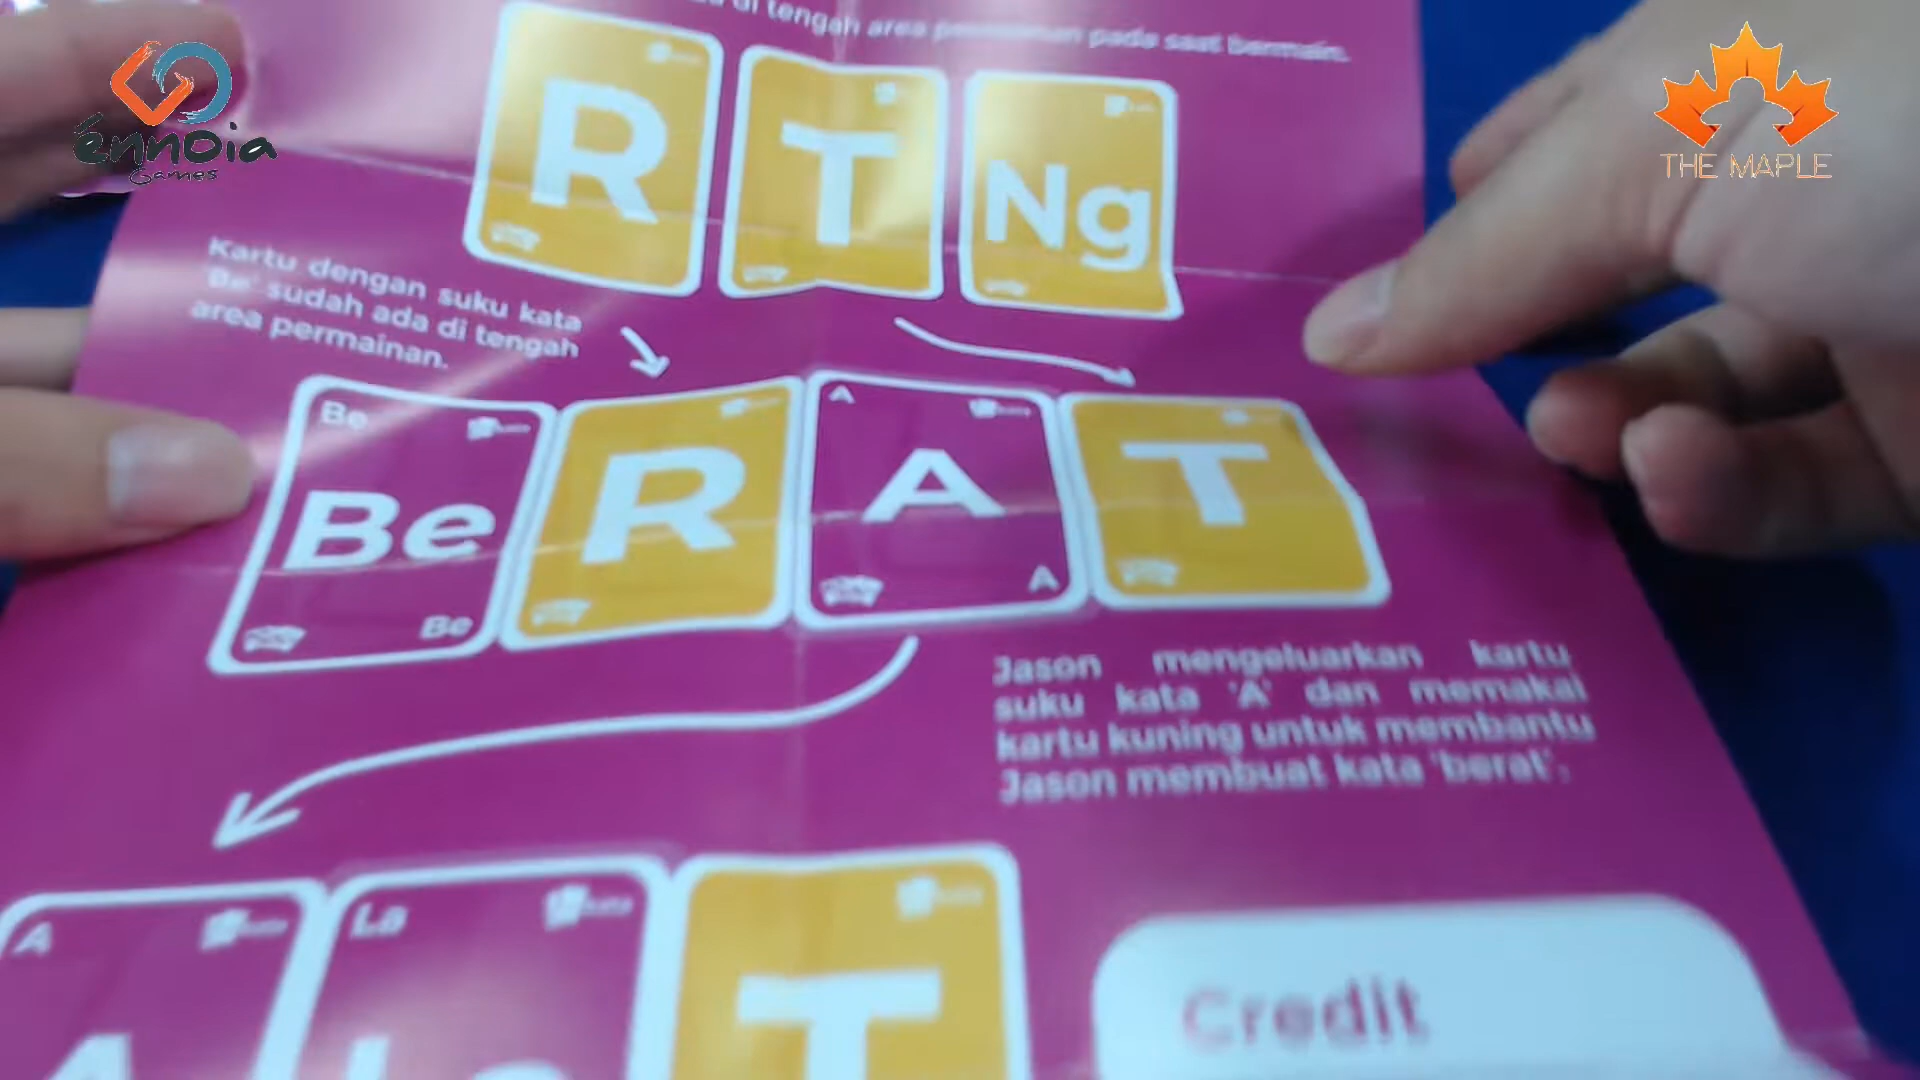 di tengah area permainan pada saat bermain.
énnOia
Games
THE MAPLE
R T Ng
Kartu dengan suku kata
'Be' sudah ada di tengah
area permainan.
Be A
Be R A T
Be A
Jason mengeluarkan kartu
suku kata 'A' dan memakai
kartu kuning untuk membantu
Jason membuat kata 'berat'.
A La
A La T
Credit